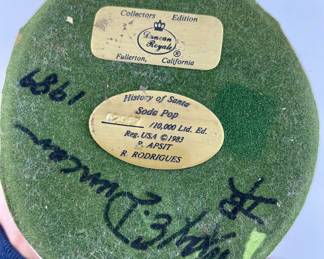 Collectors Edition
Duncan
Royale ®
Fullerton, California
1989
History of Santa
Soda Pop
/10,000 Ltd. Ed.
Reg. USA © 1983
P. APSIT
R. RODRIGUES
E. Duncan